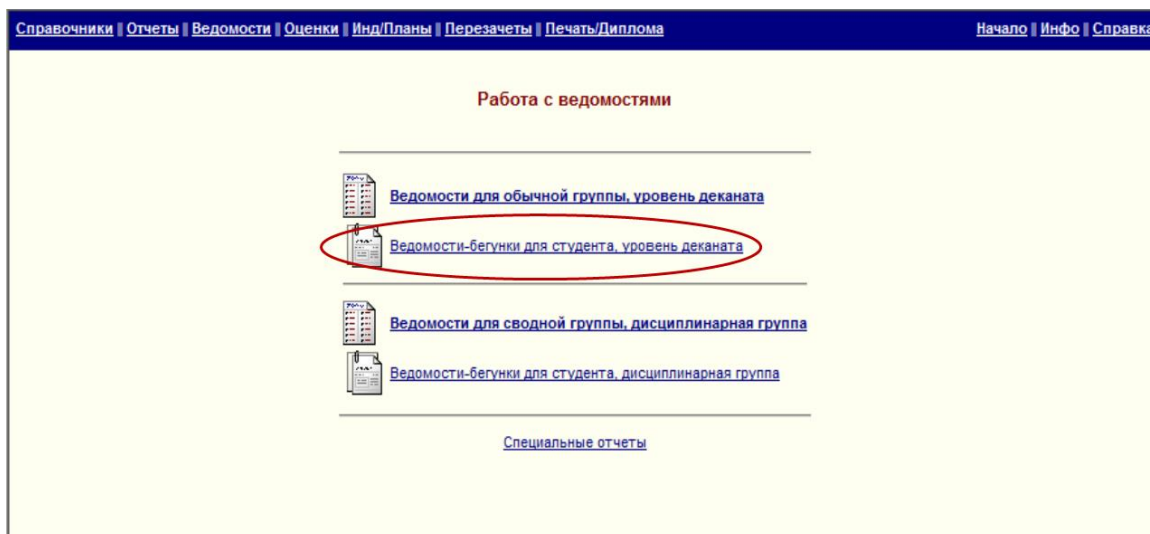 Справочники || Отчеты || Ведомости || Оценки || Инд/Планы || Перезачеты || Печать/Диплома Начало || Инфо || Справка
Работа с ведомостями
Ведомости для обычной группы, уровень деканата
Ведомости-бегунки для студента, уровень деканата
Ведомости для сводной группы, дисциплинарная группа
Ведомости-бегунки для студента, дисциплинарная группа
Специальные отчеты